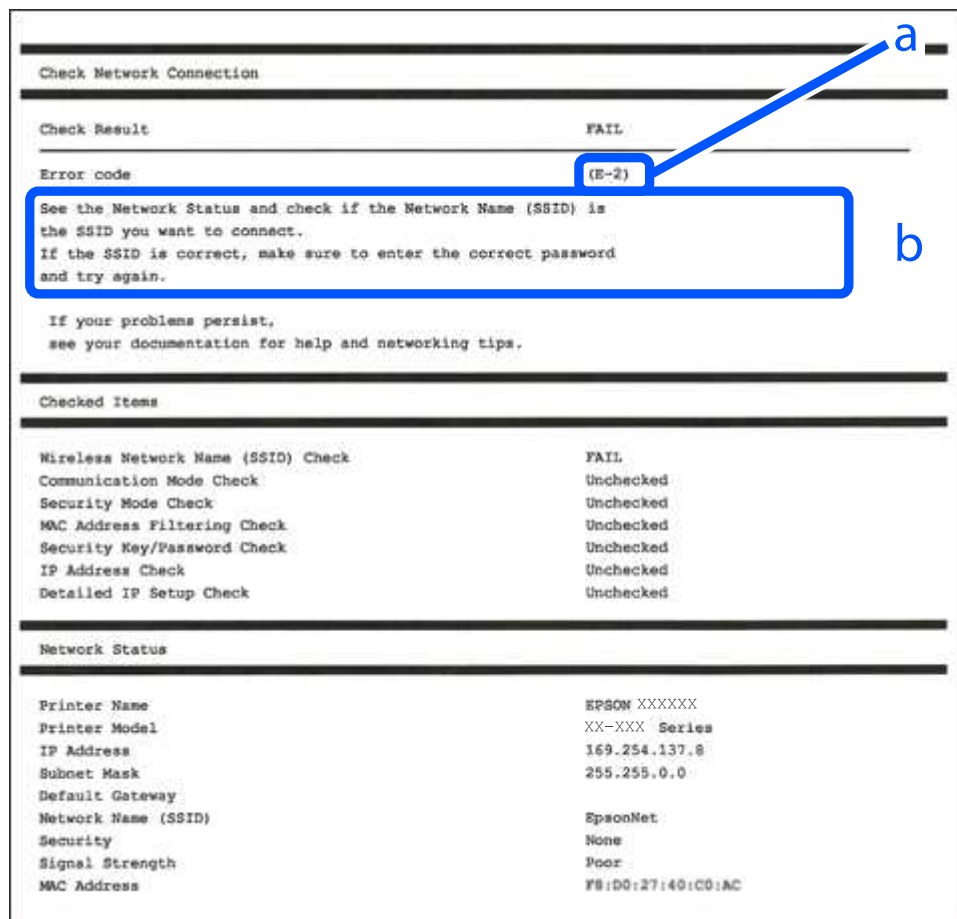 a
Check Network Connection
Check Result FAIL
Error code (E-2)
See the Network Status and check if the Network Name (SSID) is
the SSID you want to connect.
If the SSID is correct, make sure to enter the correct password
and try again.
b
If your problems persist,
see your documentation for help and networking tips.
Checked Items
Wireless Network Name (SSID) Check FAIL
Communication Mode Check Unchecked
Security Mode Check Unchecked
MAC Address Filtering Check Unchecked
Security Key/Password Check Unchecked
IP Address Check Unchecked
Detailed IP Setup Check Unchecked
Network Status
Printer Name EPSON XXXXXX
Printer Model XX-XXX Series
IP Address 169.254.137.8
Subnet Mask 255.255.0.0
Default Gateway
Network Name (SSID) EpsonNet
Security None
Signal Strength Poor
MAC Address F8:D0:27:40:C0:AC